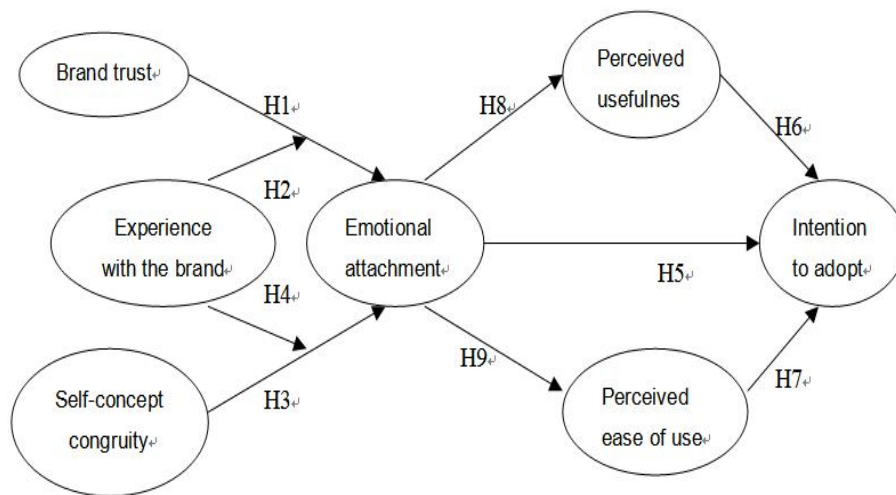 Brand trust
H1
H2
Experience
with the brand
H4
Self-concept
congruity
H3
Emotional
attachment
H8
Perceived
usefulnes
H6
H5
Intention
to adopt
H9
Perceived
ease of use
H7